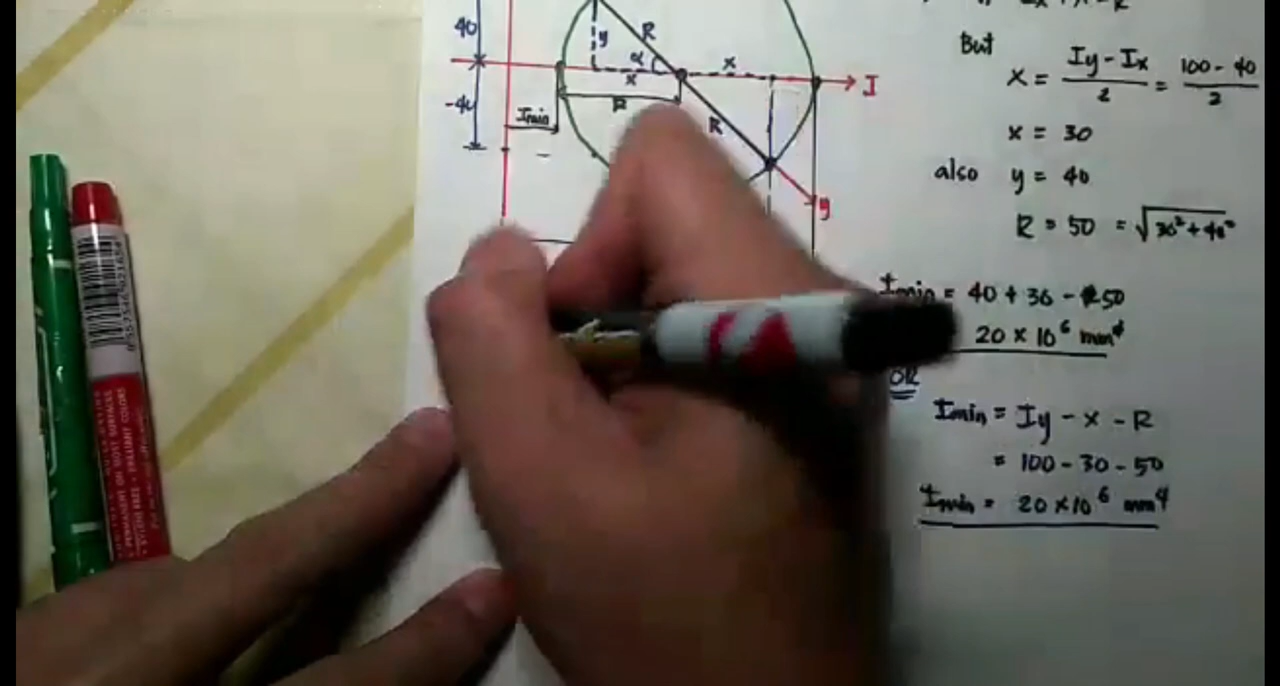 40
-40
y
R
α
x
x
I
R
R
Imin
y
But
x = Iy - Ix / 2 = 100 - 40 / 2
x = 30
also y = 40
R = 50 = √30² + 40²
Imin = 40 + 30 - 50
20 x 10⁶ mm⁴
OR
Imin = Iy - x - R
= 100 - 30 - 50
Imin = 20 x 10⁶ mm⁴